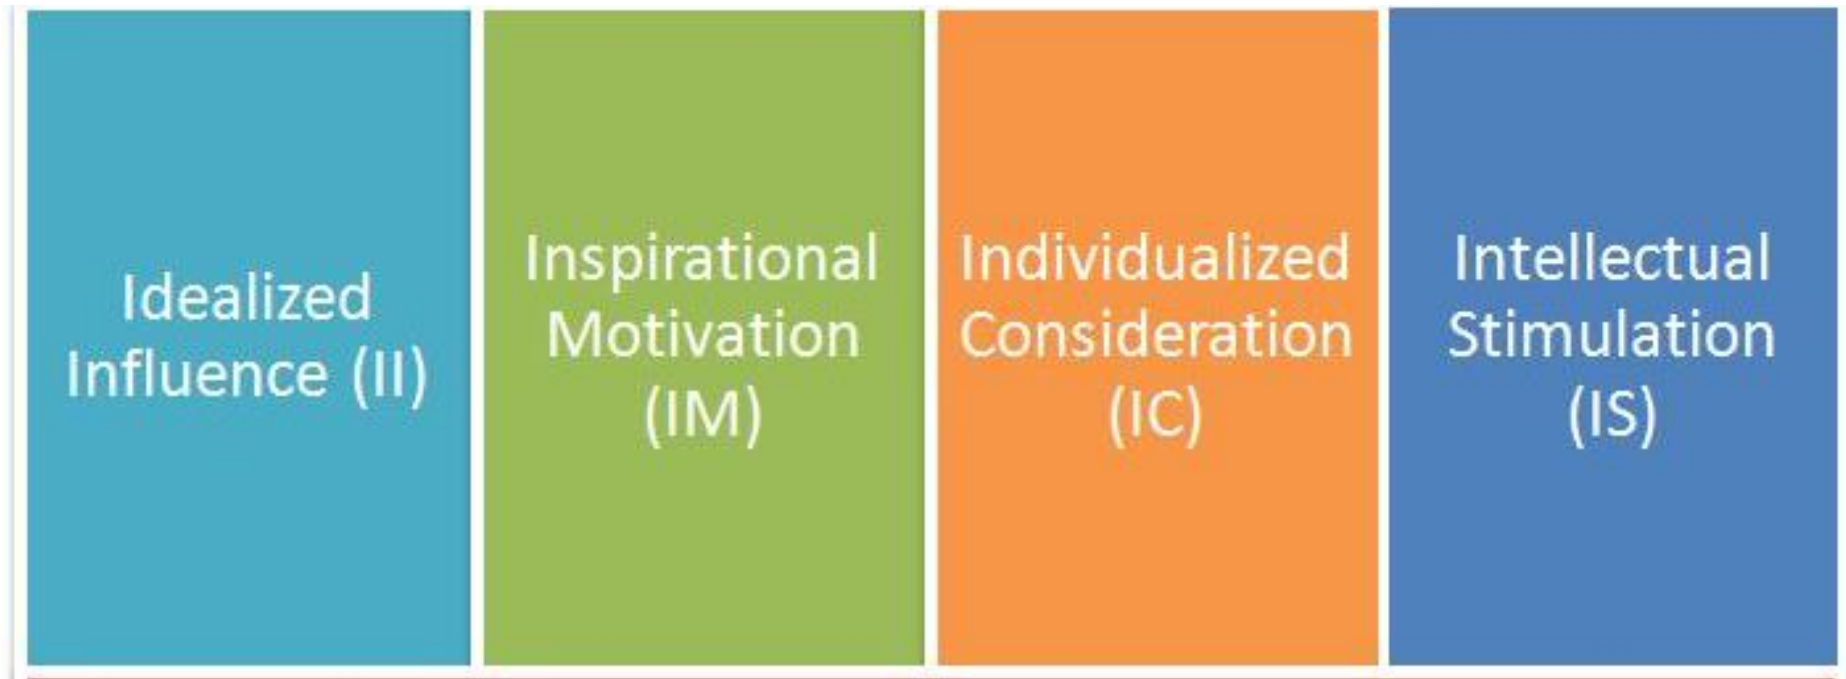 Idealized
Influence (II)
Inspirational
Motivation
(IM)
Individualized
Consideration
(IC)
Intellectual
Stimulation
(IS)